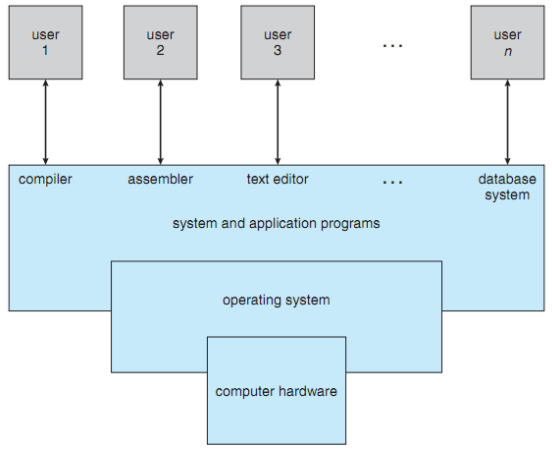 user
1
user
2
user
3
...
user
n
compiler
assembler
text editor
...
database
system
system and application programs
operating system
computer hardware